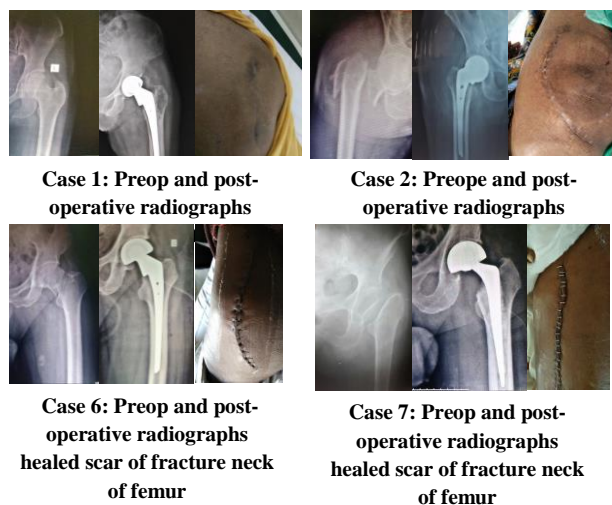 Case 1: Preop and post-
operative radiographs
Case 2: Preope and post-
operative radiographs
Case 6: Preop and post-
operative radiographs
healed scar of fracture neck
of femur
Case 7: Preop and post-
operative radiographs
healed scar of fracture neck
of femur